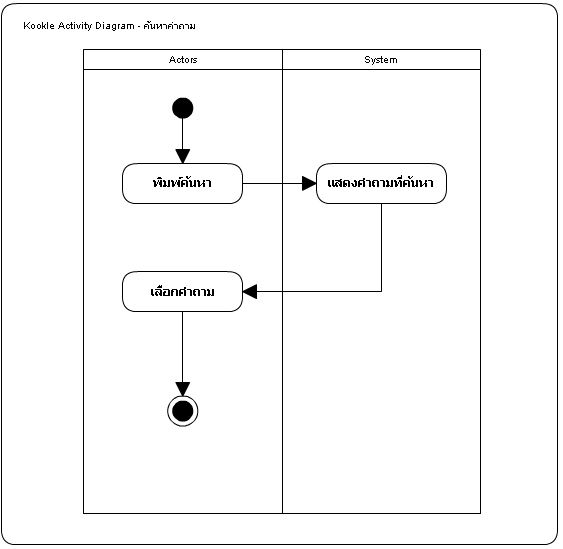 Kookle Activity Diagram - ค้นหาคำถาม
Actors
System
พิมพ์ค้นหา
แสดงคำถามที่ค้นหา
เลือกคำถาม